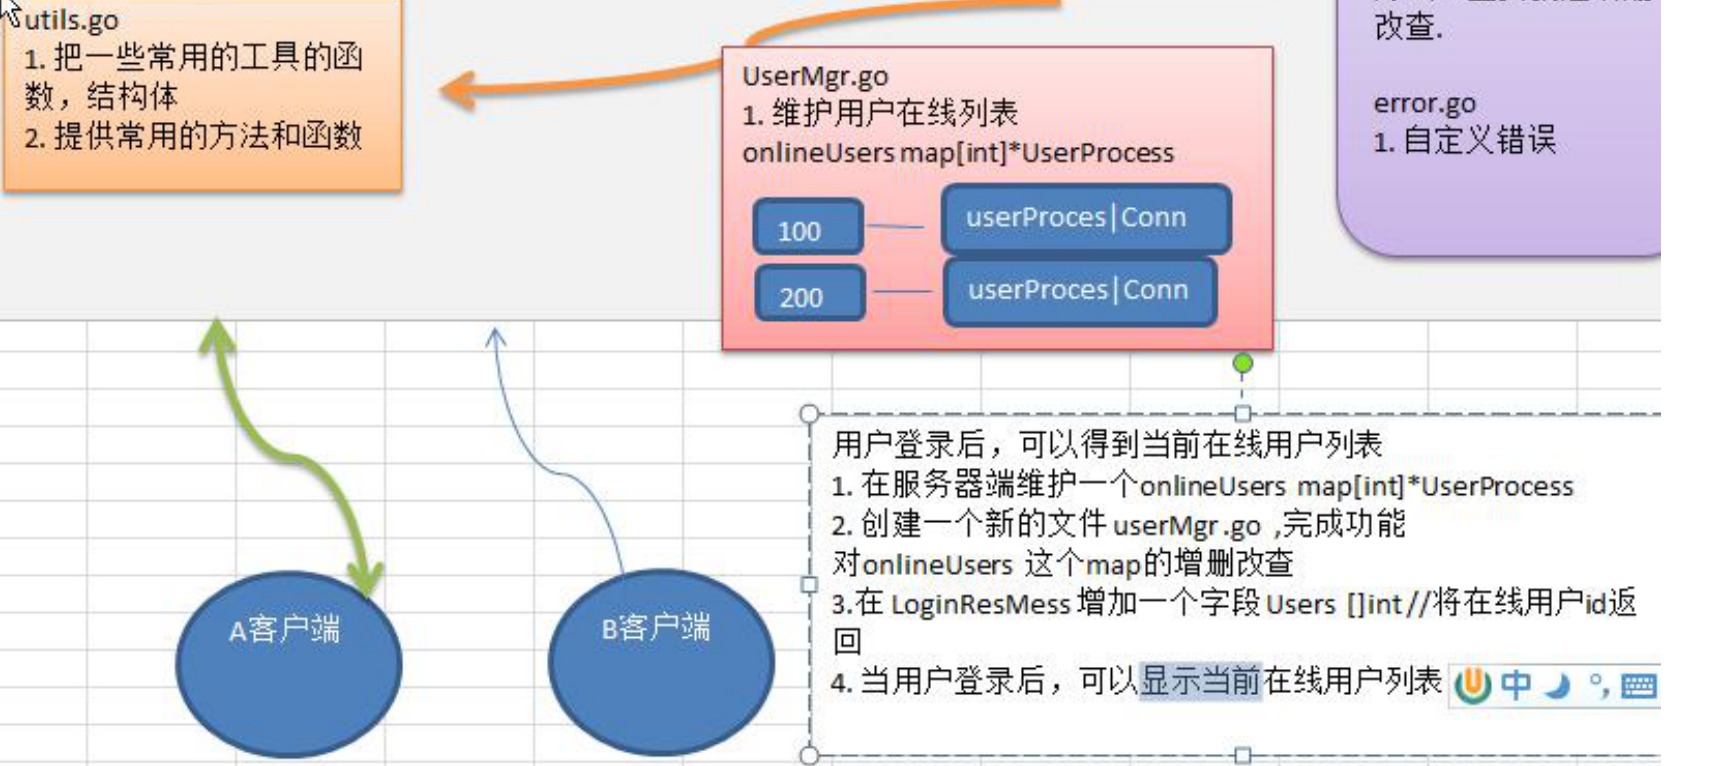 utils.go
1. 把一些常用的工具的函
数，结构体
2. 提供常用的方法和函数
UserMgr.go
1. 维护用户在线列表
onlineUsers map[int]*UserProcess
100
userProces|Conn
200
userProces|Conn
改查.
error.go
1. 自定义错误
A客户端
B客户端
用户登录后，可以得到当前在线用户列表
1. 在服务器端维护一个onlineUsers map[int]*UserProcess
2. 创建一个新的文件 userMgr.go ,完成功能
对onlineUsers 这个map的增删改查
3.在 LoginResMess 增加一个字段 Users []int //将在线用户id返
回
4. 当用户登录后，可以显示当前在线用户列表
中